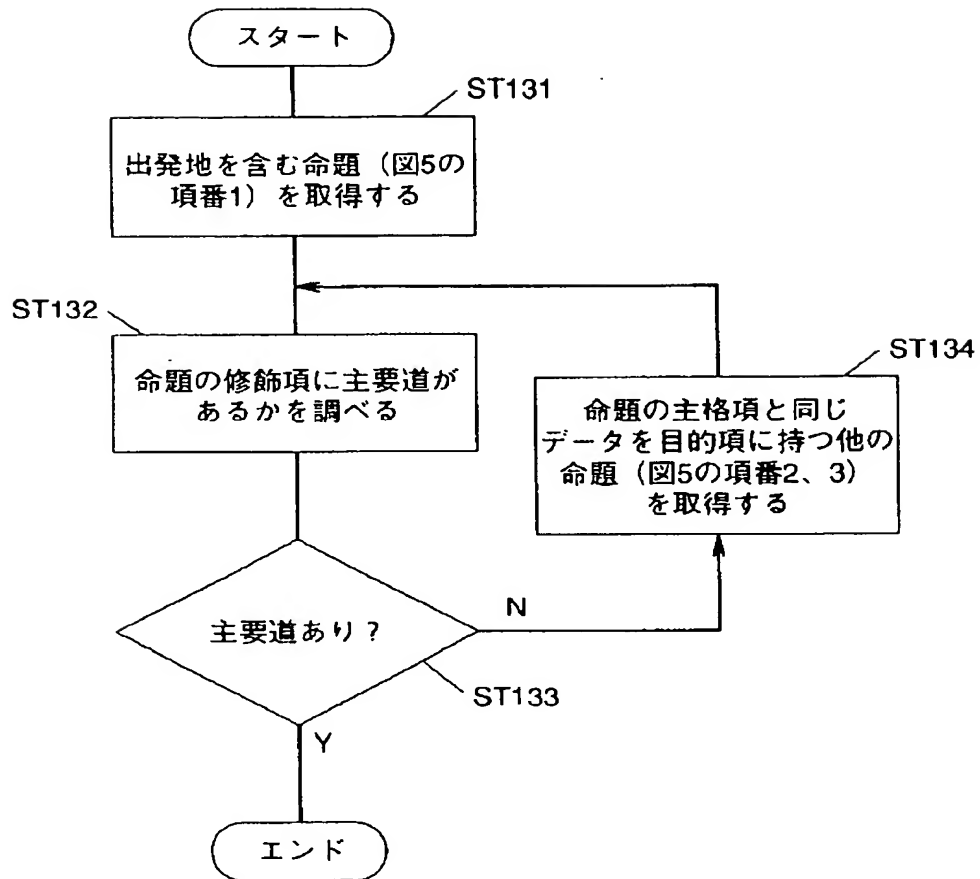 スタート
ST131
出発地を含む命題（図5の
項番1）を取得する
ST132
命題の修飾項に主要道が
あるかを調べる
ST134
命題の主格項と同じ
データを目的項に持つ他の
命題（図5の項番2、3）
を取得する
主要道あり？
N
ST133
Y
エンド